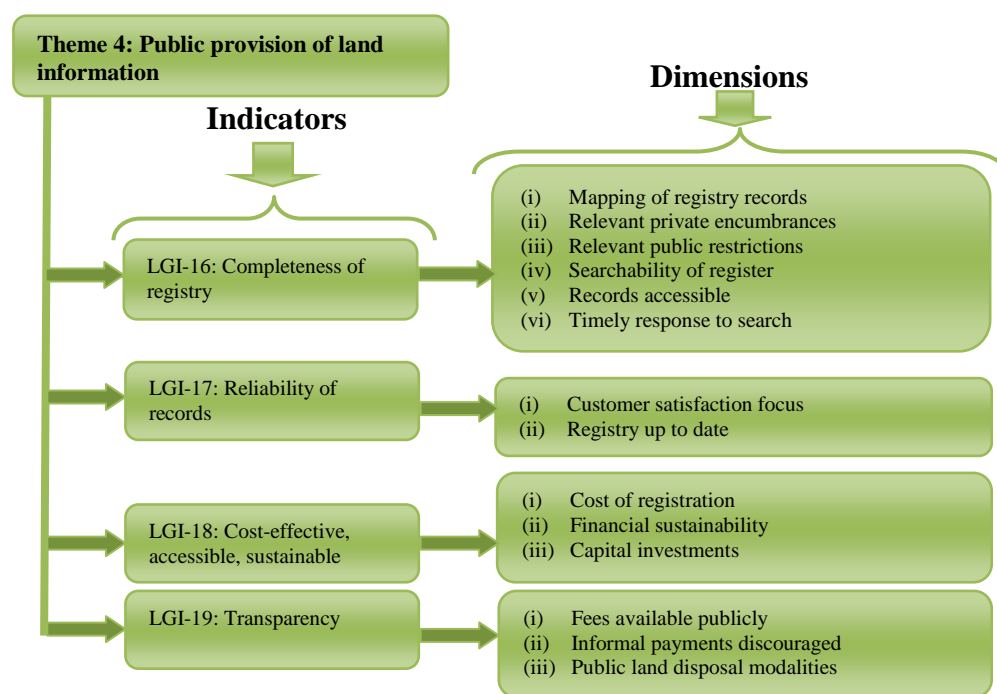 Theme 4: Public provision of land
information
Indicators
Dimensions
LGI-16: Completeness of
registry
(i) Mapping of registry records
(ii) Relevant private encumbrances
(iii) Relevant public restrictions
(iv) Searchability of register
(v) Records accessible
(vi) Timely response to search
LGI-17: Reliability of
records
(i) Customer satisfaction focus
(ii) Registry up to date
LGI-18: Cost-effective,
accessible, sustainable
(i) Cost of registration
(ii) Financial sustainability
(iii) Capital investments
LGI-19: Transparency
(i) Fees available publicly
(ii) Informal payments discouraged
(iii) Public land disposal modalities